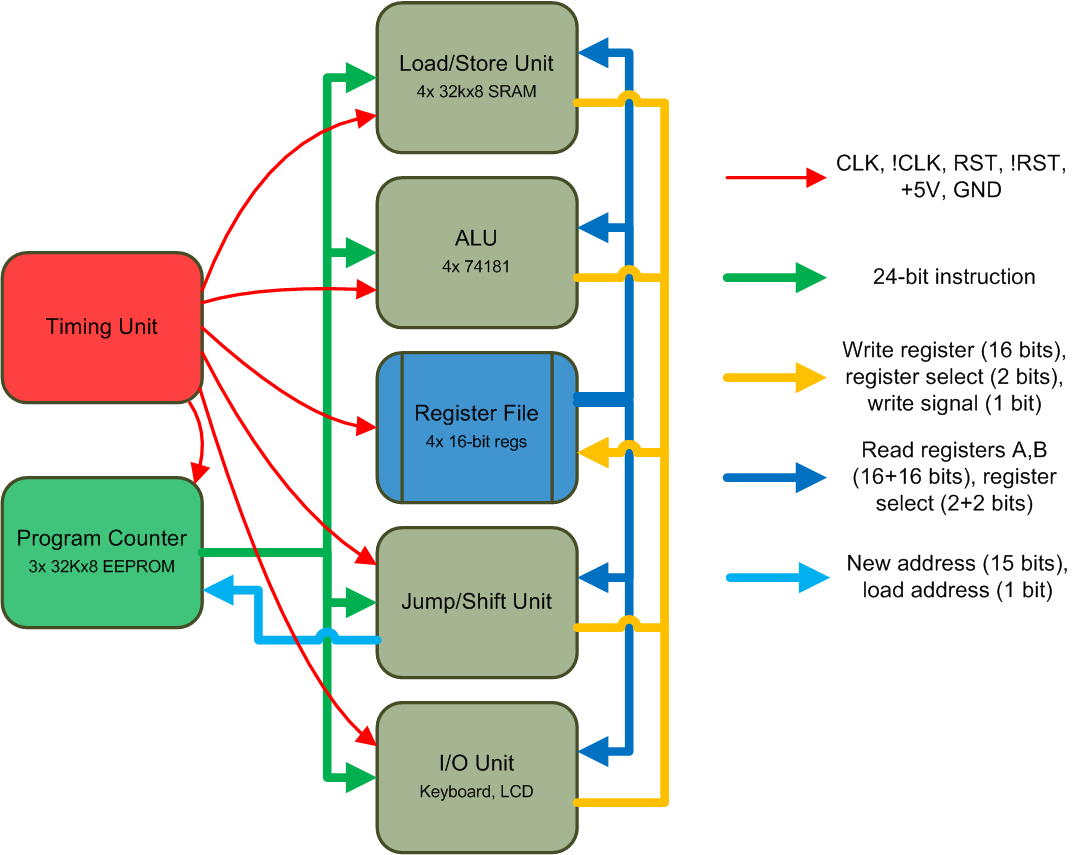 Load/Store Unit
4x 32kx8 SRAM
ALU
4x 74181
Timing Unit
Register File
4x 16-bit regs
Program Counter
3x 32Kx8 EEPROM
Jump/Shift Unit
I/O Unit
Keyboard, LCD
CLK, !CLK, RST, !RST,
+5V, GND
24-bit instruction
Write register (16 bits),
register select (2 bits),
write signal (1 bit)
Read registers A,B
(16+16 bits), register
select (2+2 bits)
New address (15 bits),
load address (1 bit)